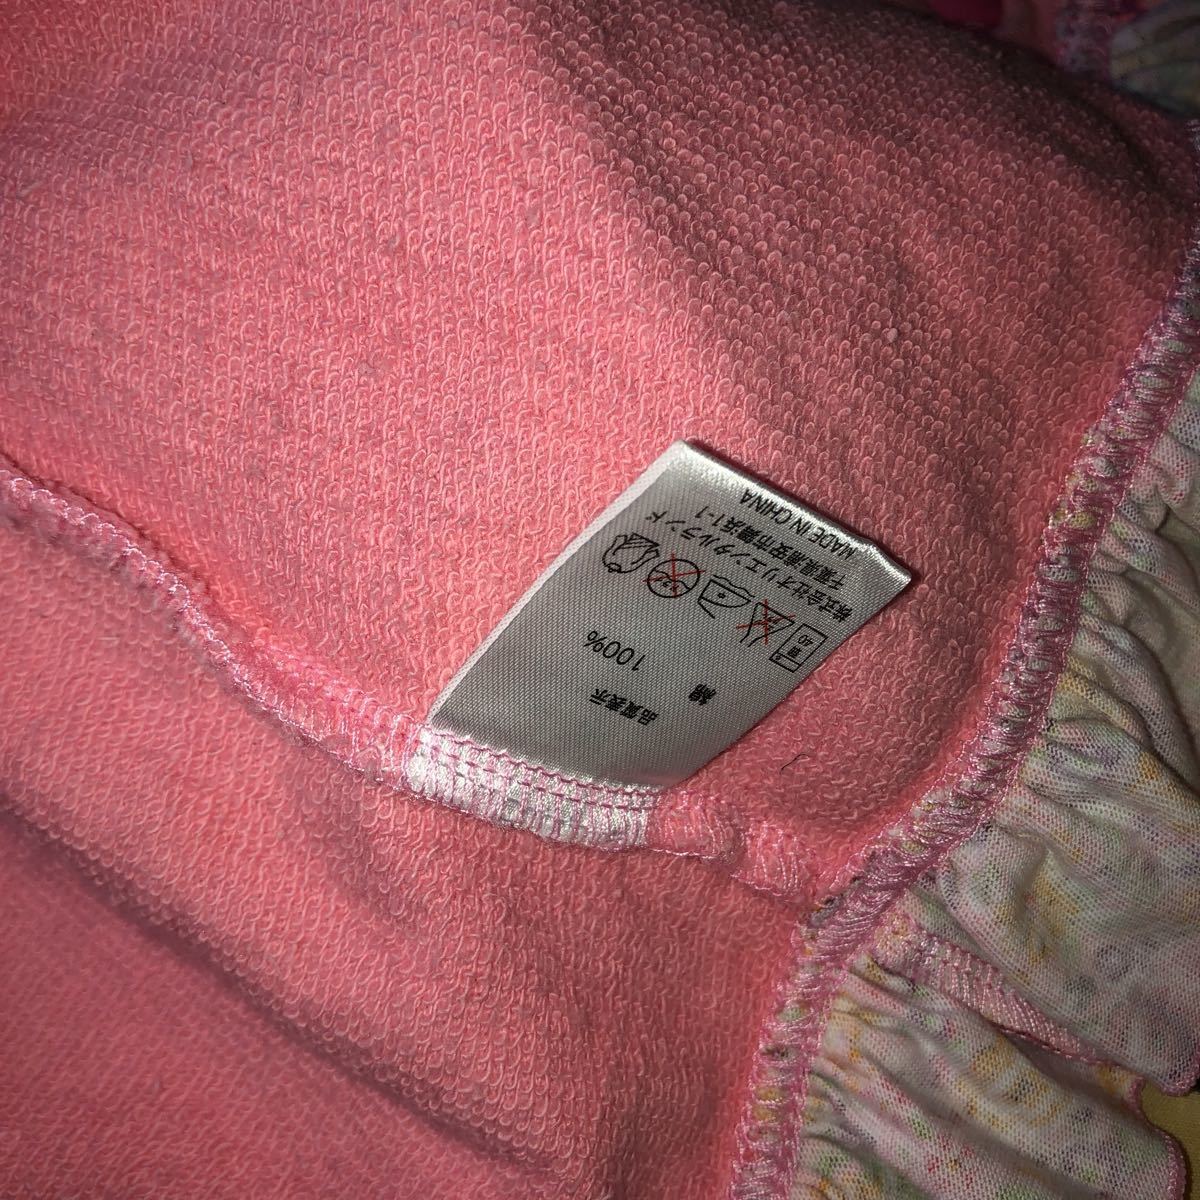 品質表示
綿 100%
40
株式会社オリエンタルランド
千葉県浦安市舞浜1-1
MADE IN CHINA